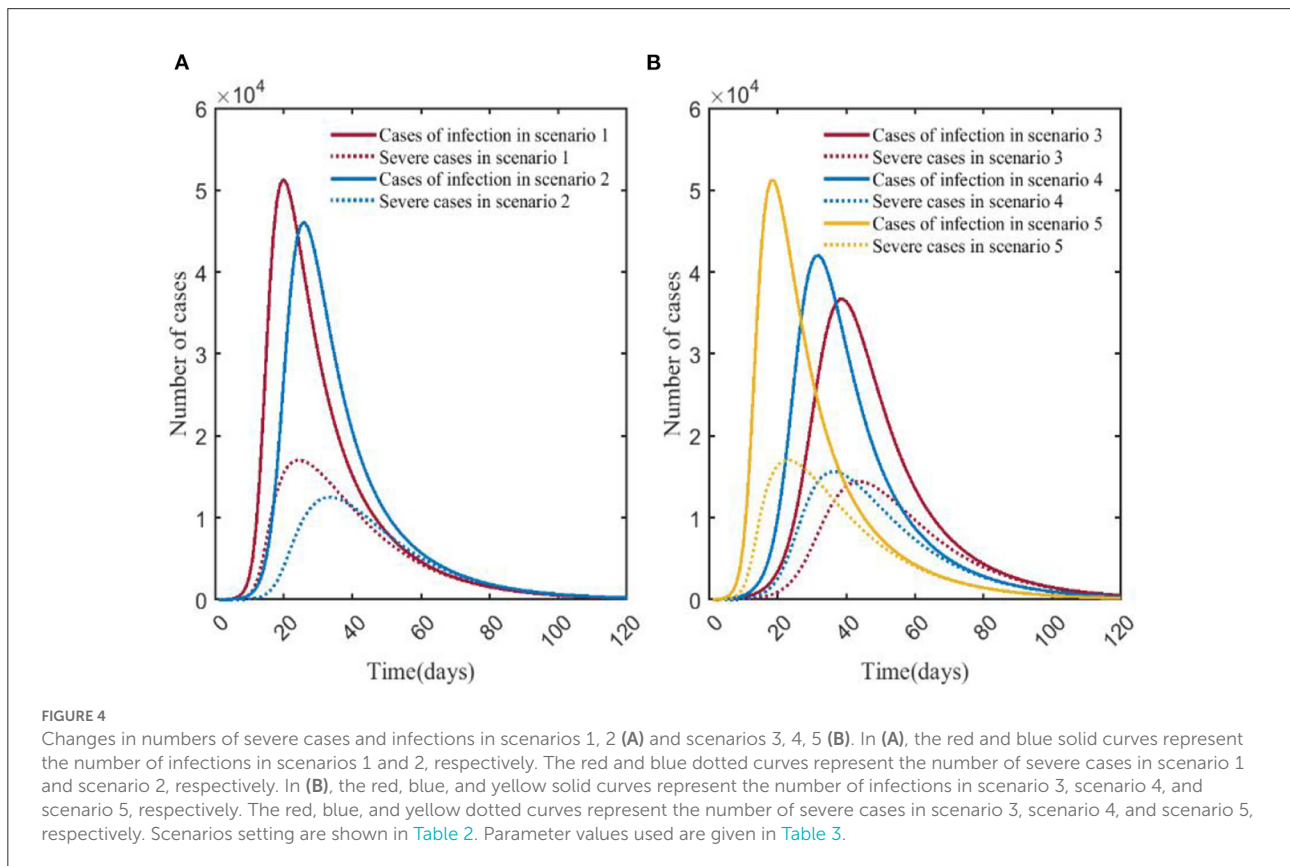 A
×10^4
6
5
4
3
2
1
0
Number of cases
Cases of infection in scenario 1
Severe cases in scenario 1
Cases of infection in scenario 2
Severe cases in scenario 2
0 20 40 60 80 100 120
Time(days)
B
×10^4
6
5
4
3
2
1
0
Number of cases
Cases of infection in scenario 3
Severe cases in scenario 3
Cases of infection in scenario 4
Severe cases in scenario 4
Cases of infection in scenario 5
Severe cases in scenario 5
0 20 40 60 80 100 120
Time(days)
FIGURE 4
Changes in numbers of severe cases and infections in scenarios 1, 2 (A) and scenarios 3, 4, 5 (B). In (A), the red and blue solid curves represent
the number of infections in scenarios 1 and 2, respectively. The red and blue dotted curves represent the number of severe cases in scenario 1
and scenario 2, respectively. In (B), the red, blue, and yellow solid curves represent the number of infections in scenario 3, scenario 4, and
scenario 5, respectively. The red, blue, and yellow dotted curves represent the number of severe cases in scenario 3, scenario 4, and scenario 5,
respectively. Scenarios setting are shown in Table 2. Parameter values used are given in Table 3.